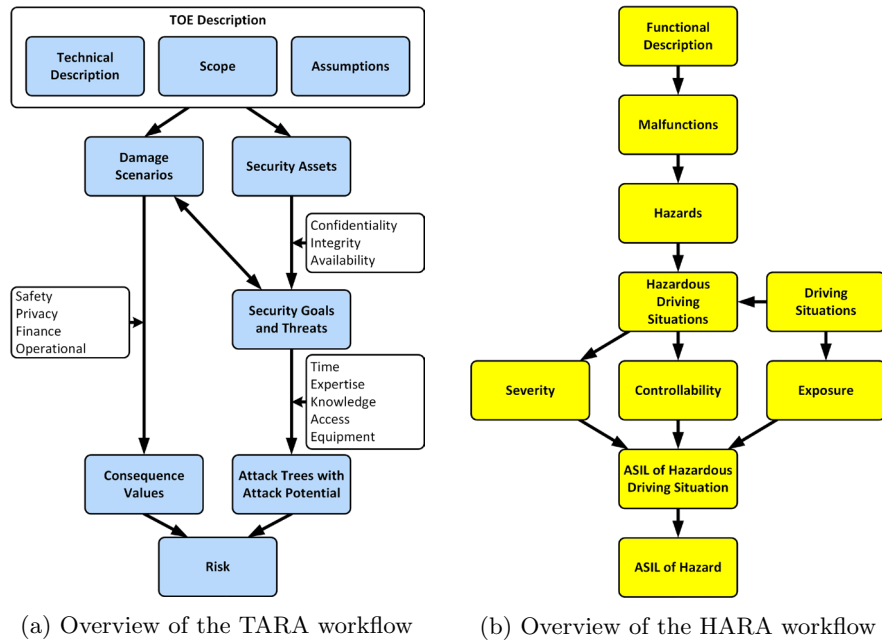 TOE Description
Technical
Description
Scope
Assumptions
Damage
Scenarios
Security Assets
Confidentiality
Integrity
Availability
Safety
Privacy
Finance
Operational
Security Goals
and Threats
Time
Expertise
Knowledge
Access
Equipment
Consequence
Values
Attack Trees with
Attack Potential
Risk
(a) Overview of the TARA workflow
Functional
Description
Malfunctions
Hazards
Hazardous
Driving
Situations
Driving
Situations
Severity
Controllability
Exposure
ASIL of Hazardous
Driving Situation
ASIL of Hazard
(b) Overview of the HARA workflow